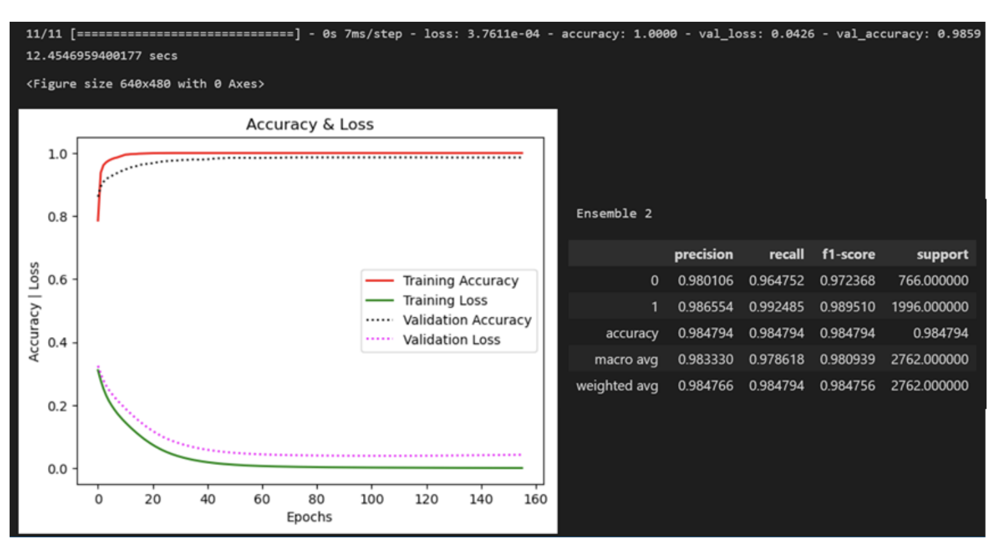 11/11 [==============================] - 0s 7ms/step - loss: 3.7611e-04 - accuracy: 1.0000 - val_loss: 0.0426 - val_accuracy: 0.9859
12.4546959400177 secs
<Figure size 640x480 with 0 Axes>
Accuracy & Loss
Accuracy | Loss
1.0
0.8
0.6
0.4
0.2
0.0
Training Accuracy
Training Loss
Validation Accuracy
Validation Loss
0 20 40 60 80 100 120 140 160
Epochs
Ensemble 2
precision recall f1-score support
0 0.980106 0.964752 0.972368 766.000000
1 0.986554 0.992485 0.989510 1996.000000
accuracy 0.984794 0.984794 0.984794 0.984794
macro avg 0.983330 0.978618 0.980939 2762.000000
weighted avg 0.984766 0.984794 0.984756 2762.000000